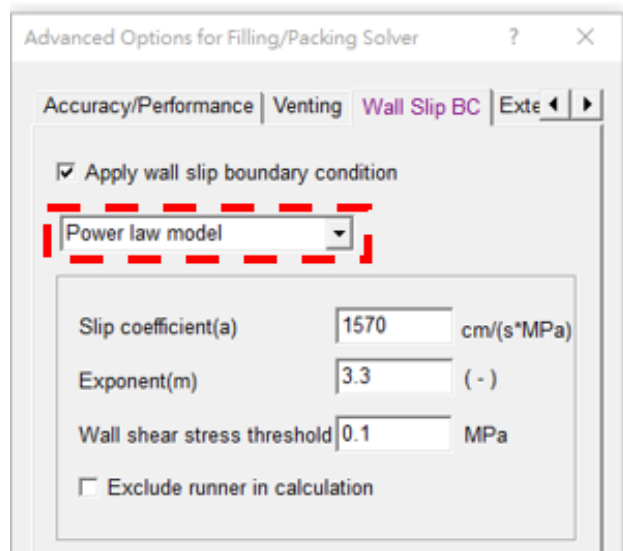 Advanced Options for Filling/Packing Solver ?
Accuracy/Performance Venting Wall Slip BC Exte
Apply wall slip boundary condition
Power law model
Slip coefficient(a) 1570 cm/(s*MPa)
Exponent(m) 3.3 ( - )
Wall shear stress threshold 0.1 MPa
Exclude runner in calculation